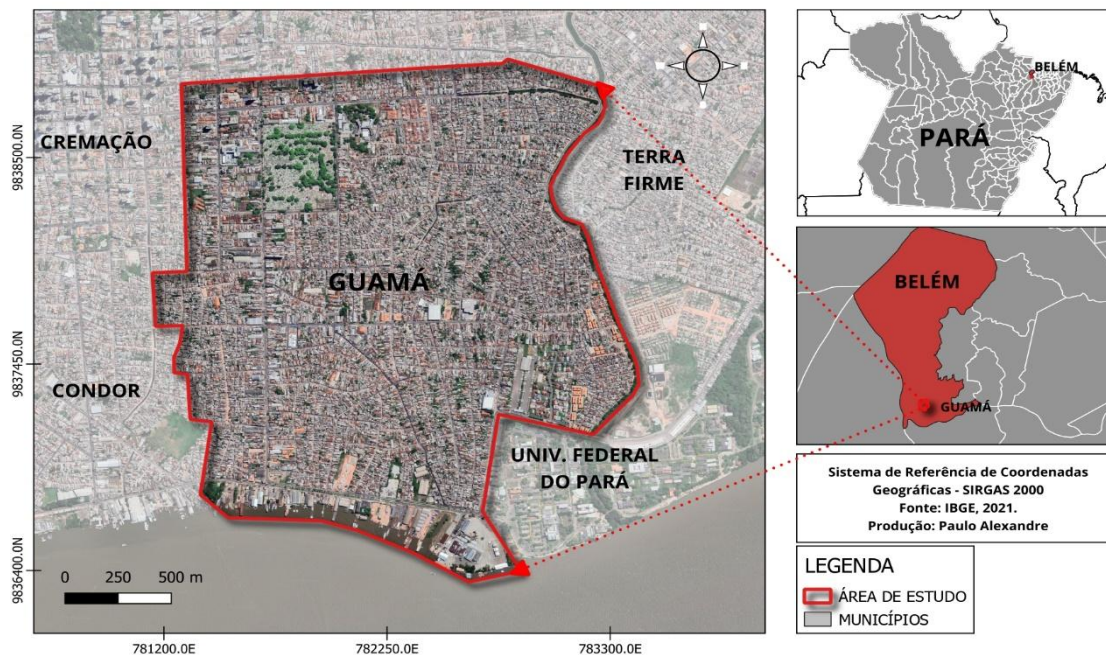 CREMAÇÃO
TERRA
FIRME
GUAMÁ
CONDOR
UNIV. FEDERAL
DO PARÁ
0 250 500 m
9838500.0N
9837450.0N
9836400.0N
781200.0E
782250.0E
783300.0E
BELÉM
PARÁ
BELÉM
GUAMÁ
Sistema de Referência de Coordenadas
Geográficas - SIRGAS 2000
Fonte: IBGE, 2021.
Produção: Paulo Alexandre
LEGENDA
ÁREA DE ESTUDO
MUNICÍPIOS